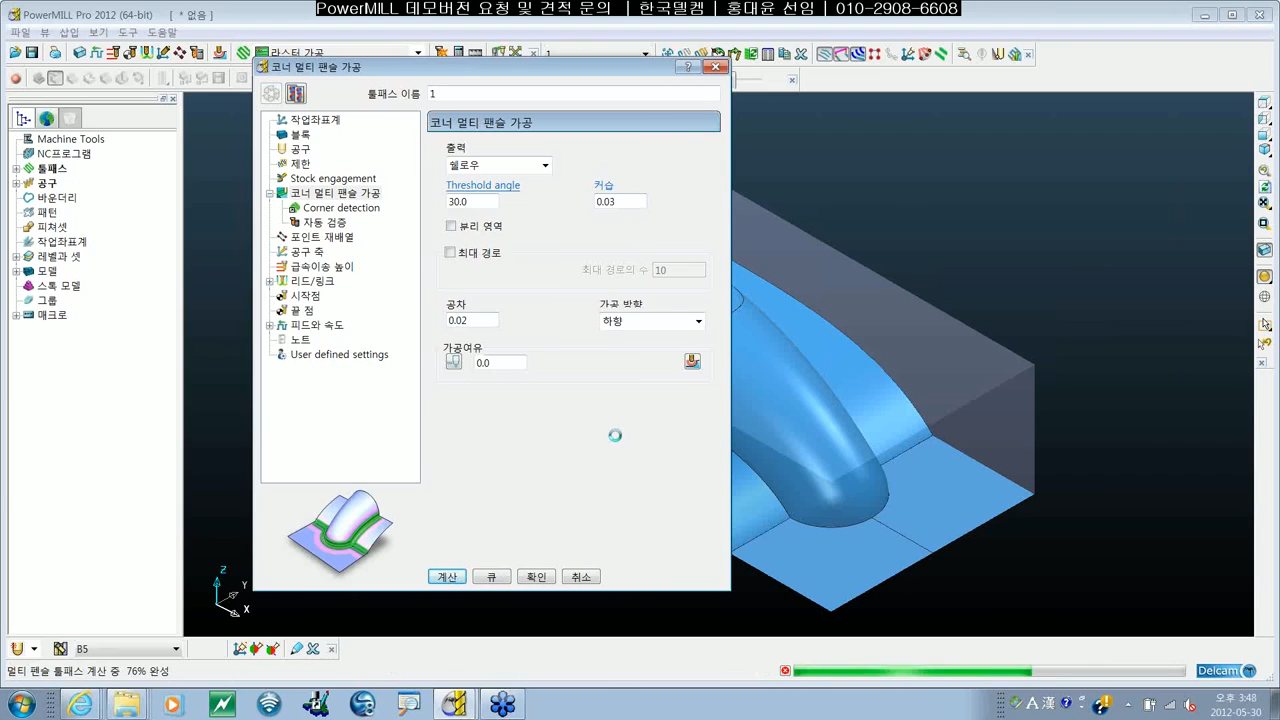 PowerMILL 데모버전 요청 및 견적 문의 | 한국델켐 | 홍대윤 선임 | 010-2908-6608
PowerMILL Pro 2012 (64-bit) [ * 없음 ]
파일 뷰 삽입 보기 도구 도움말
라스터 가공
1
코너 멀티 팬슬 가공
툴패스 이름 1
Machine Tools
NC프로그램
툴패스
공구
바운더리
패턴
피쳐셋
작업좌표계
레벨과 셋
모델
스톡 모델
그룹
매크로
작업좌표계
블록
공구
제한
Stock engagement
코너 멀티 팬슬 가공
Corner detection
자동 검증
포인트 재배열
공구 축
급속이송 높이
리드/링크
시작점
끝 점
피드와 속도
노트
User defined settings
코너 멀티 팬슬 가공
출력
쉘로우
Threshold angle 커습
30.0 0.03
분리 영역
최대 경로
최대 경로의 수 10
공차 가공 방향
0.02 하향
가공여유
0.0
계산 큐 확인 취소
Z
Y
X
B5
멀티 펜슬 툴패스 계산 중 76% 완성
Delcam
A 漢
오후 3:48
2012-05-30